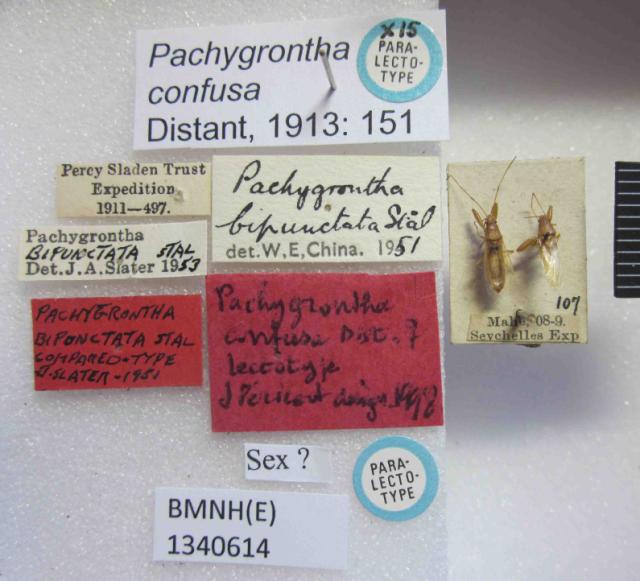 Pachygrontha
confusa
Distant, 1913: 151
X15
PARA-
LECTO-
TYPE
Percy Sladen Trust
Expedition
1911—497.
Pachygrontha
bipunctata Stål
det. W.E, China. 1951
Pachygrontha
BIPUNCTATA STAL
Det. J. A. Slater 1953
PACHYGRONTHA
BIPUNCTATA STAL
COMPARED-TYPE
J. SLATER-1951
Pachygrontha
confusa Dist.
lectotype
107
Mahé, 08-9.
Seychelles Exp
Sex ?
PARA-
LECTO-
TYPE
BMNH(E)
1340614